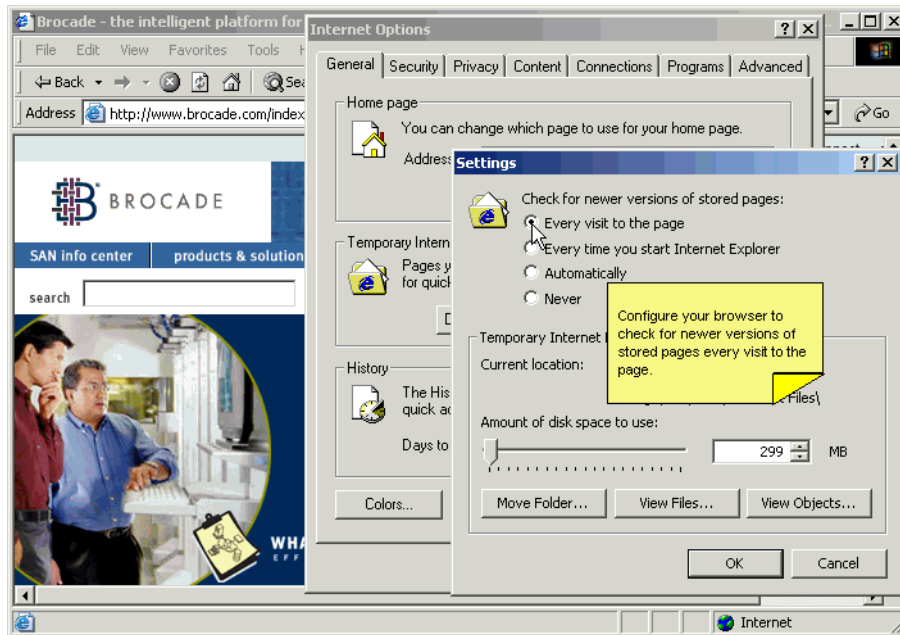 Brocade - the intelligent platform for
File Edit View Favorites Tools
Back
Address http://www.brocade.com/index
Go
BROCADE
SAN info center products & solution
search
WHA
EFF
Internet
Internet Options
General Security Privacy Content Connections Programs Advanced
Home page
You can change which page to use for your home page.
Address
Temporary Intern
Pages y
for quick
History
The His
quick ac
Days to
Colors...
Settings
Check for newer versions of stored pages:
Every visit to the page
Every time you start Internet Explorer
Automatically
Never
Configure your browser to
check for newer versions of
stored pages every visit to the
page.
Temporary Internet
Current location:
Files\
Amount of disk space to use:
299 MB
Move Folder... View Files... View Objects...
OK Cancel